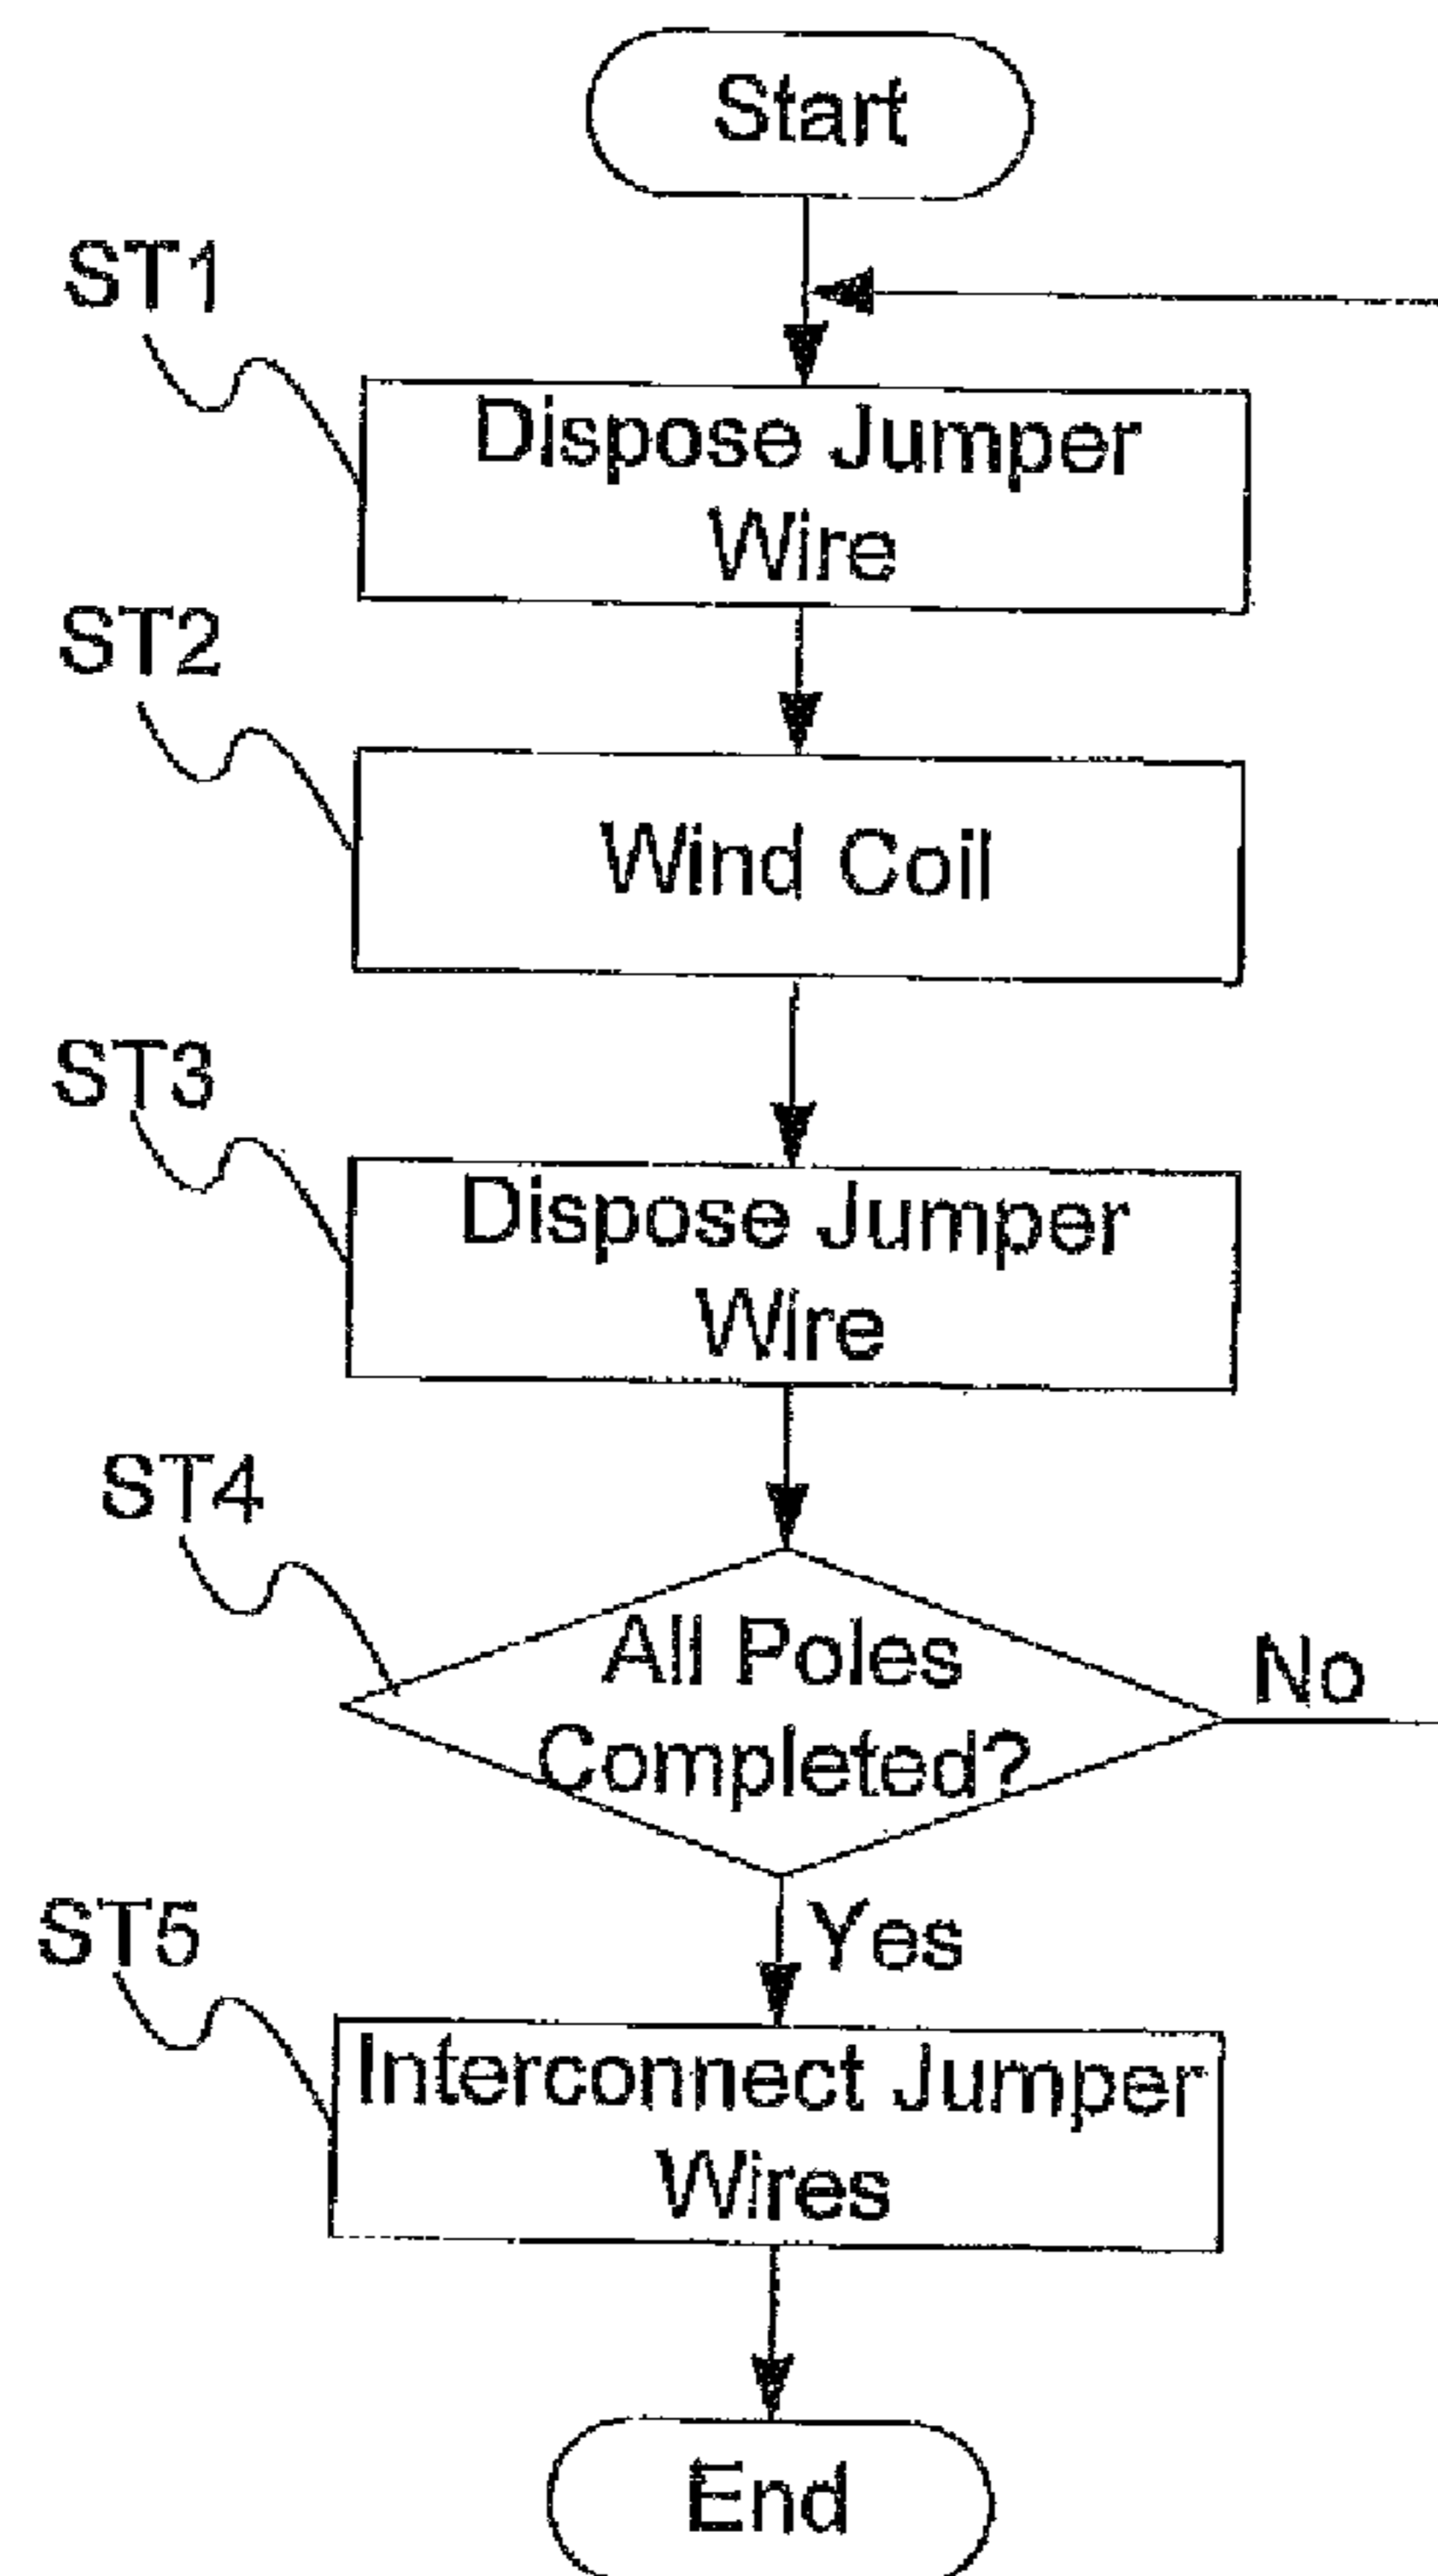 Start
ST1
Dispose Jumper
Wire
ST2
Wind Coil
ST3
Dispose Jumper
Wire
ST4
All Poles
Completed?
No
Yes
ST5
Interconnect Jumper
Wires
End